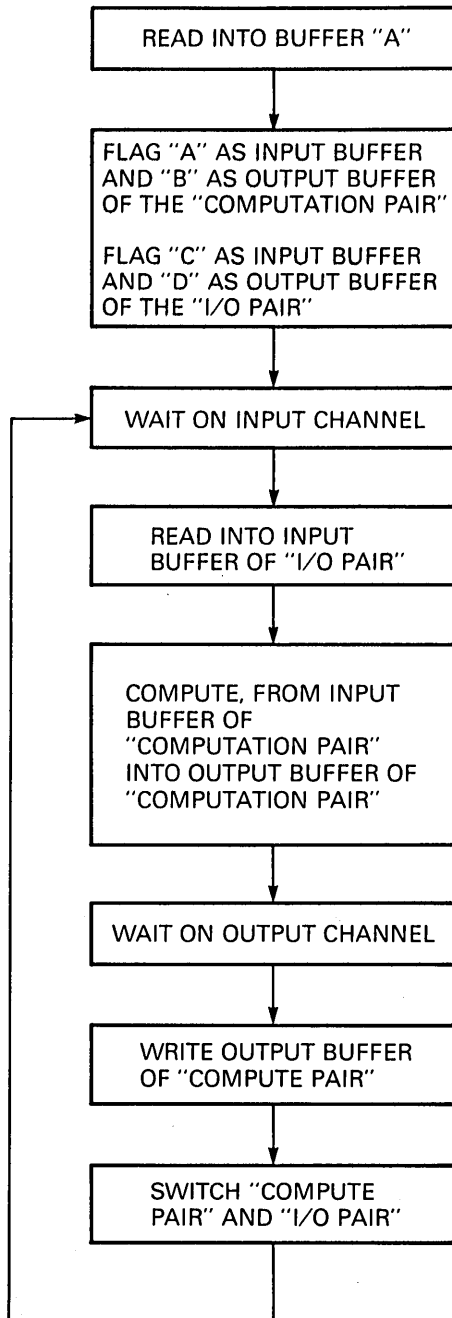 READ INTO BUFFER "A"
FLAG "A" AS INPUT BUFFER
AND "B" AS OUTPUT BUFFER
OF THE "COMPUTATION PAIR"
FLAG "C" AS INPUT BUFFER
AND "D" AS OUTPUT BUFFER
OF THE "I/O PAIR"
WAIT ON INPUT CHANNEL
READ INTO INPUT
BUFFER OF "I/O PAIR"
COMPUTE, FROM INPUT
BUFFER OF
"COMPUTATION PAIR"
INTO OUTPUT BUFFER OF
"COMPUTATION PAIR"
WAIT ON OUTPUT CHANNEL
WRITE OUTPUT BUFFER
OF "COMPUTE PAIR"
SWITCH "COMPUTE
PAIR" AND "I/O PAIR"